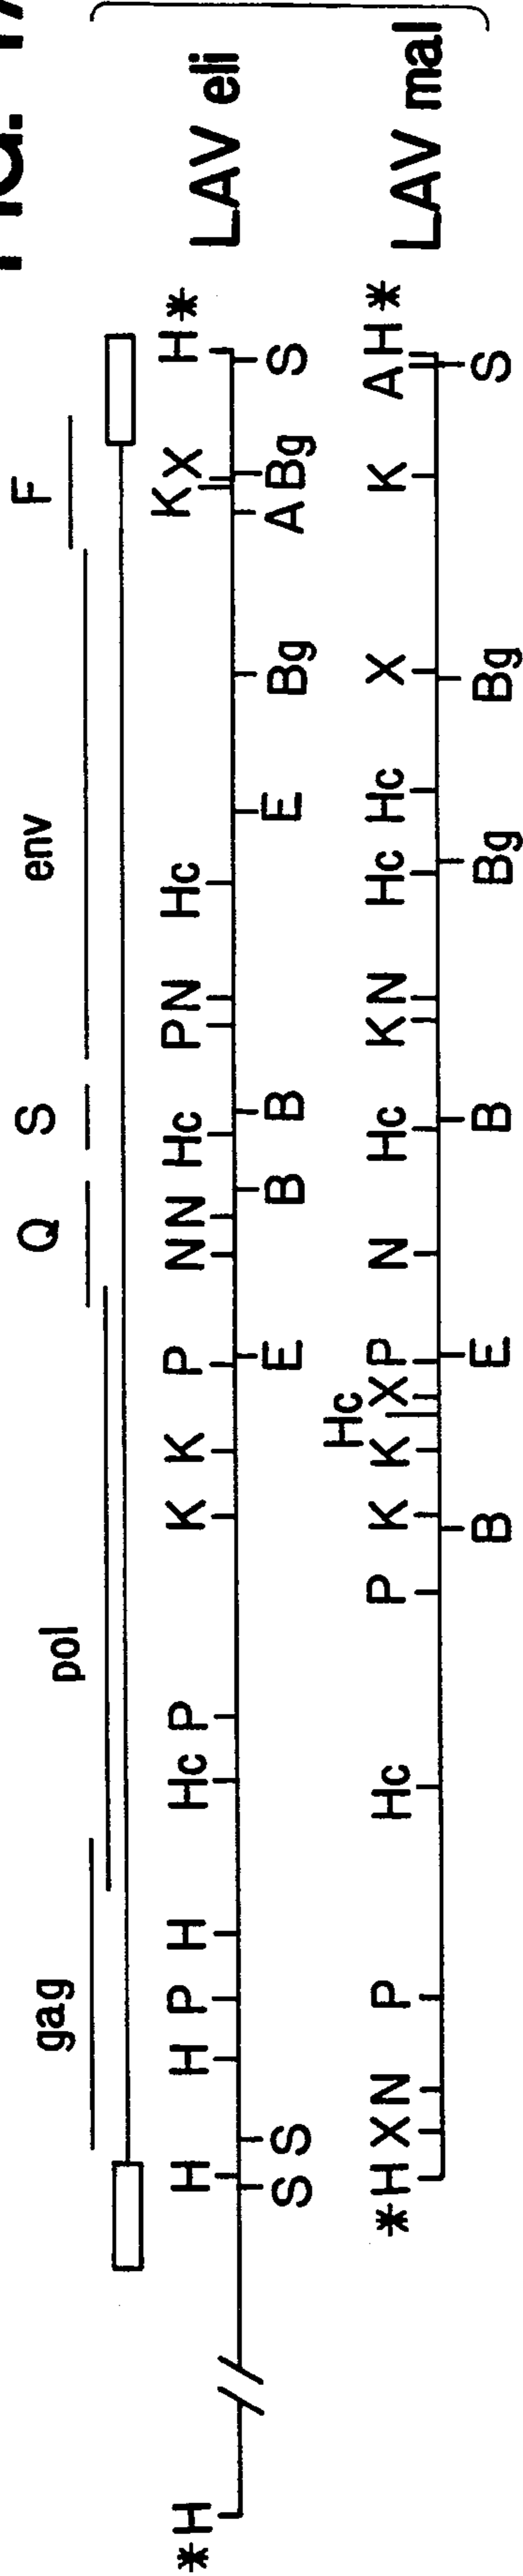 FIG.
gag pol Q S env F
*H H H P H Hc P K K P N N Hc P N Hc K X H*
LAV eli
S S E B B E Bg A Bg S
Hc
*H X N P Hc P K K X P N Hc K N Hc Hc X K A H*
LAV mal
B E B Bg Bg S